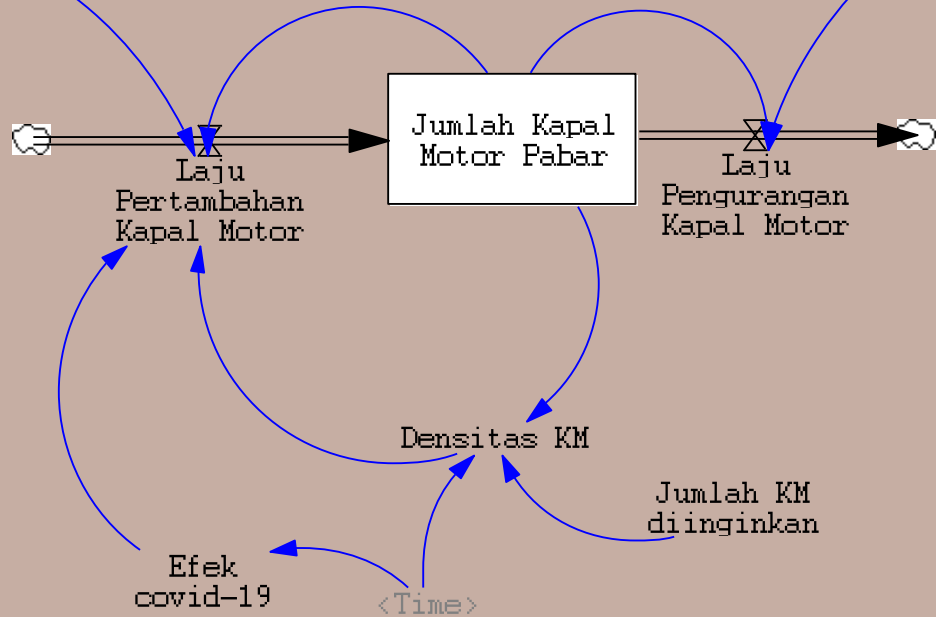 Jumlah Kapal
Motor Pabar
Laju
Pertambahan
Kapal Motor
Laju
Pengurangan
Kapal Motor
Densitas KM
Jumlah KM
diinginkan
Efek
covid-19
<Time>